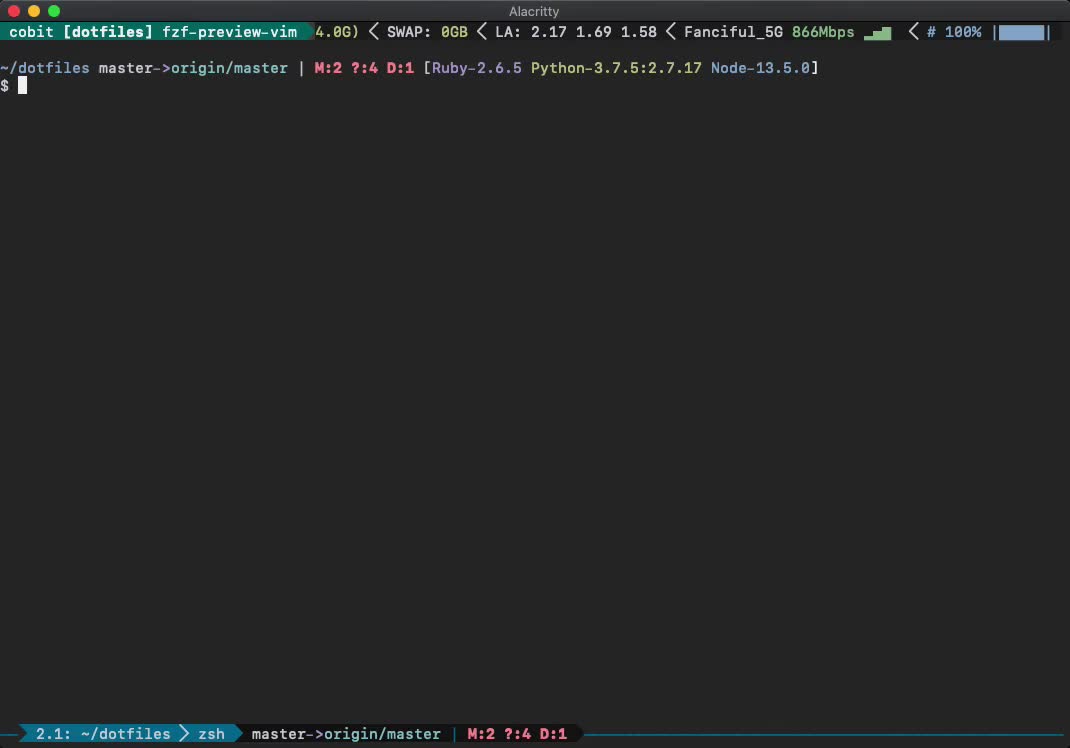 Alacritty
cobit [dotfiles] fzf-preview-vim 4.0G) < SWAP: 0GB < LA: 2.17 1.69 1.58 < Fanciful_5G 866Mbps < # 100% | |
~/dotfiles master->origin/master | M:2 ?:4 D:1 [Ruby-2.6.5 Python-3.7.5:2.7.17 Node-13.5.0]
$
2.1: ~/dotfiles > zsh master->origin/master | M:2 ?:4 D:1